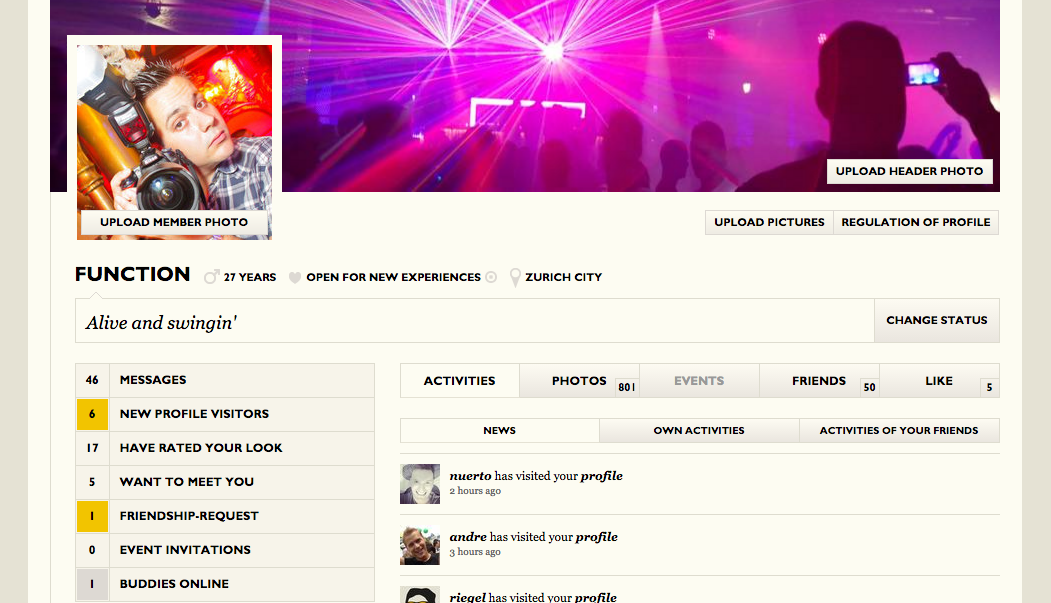 UPLOAD HEADER PHOTO
UPLOAD MEMBER PHOTO
UPLOAD PICTURES REGULATION OF PROFILE
FUNCTION 27 YEARS OPEN FOR NEW EXPERIENCES ZURICH CITY
Alive and swingin'
CHANGE STATUS
46 MESSAGES
6 NEW PROFILE VISITORS
17 HAVE RATED YOUR LOOK
5 WANT TO MEET YOU
1 FRIENDSHIP-REQUEST
0 EVENT INVITATIONS
1 BUDDIES ONLINE
ACTIVITIES PHOTOS 801 EVENTS FRIENDS 50 LIKE 5
NEWS OWN ACTIVITIES ACTIVITIES OF YOUR FRIENDS
nuerto has visited your profile
2 hours ago
andre has visited your profile
3 hours ago
riegel has visited your profile